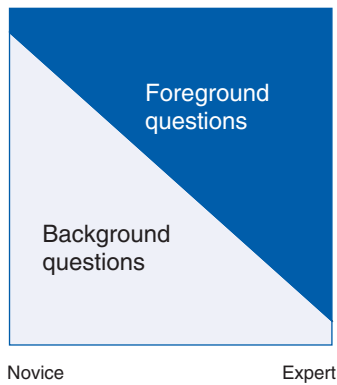 Foreground
questions
Background
questions
Novice
Expert